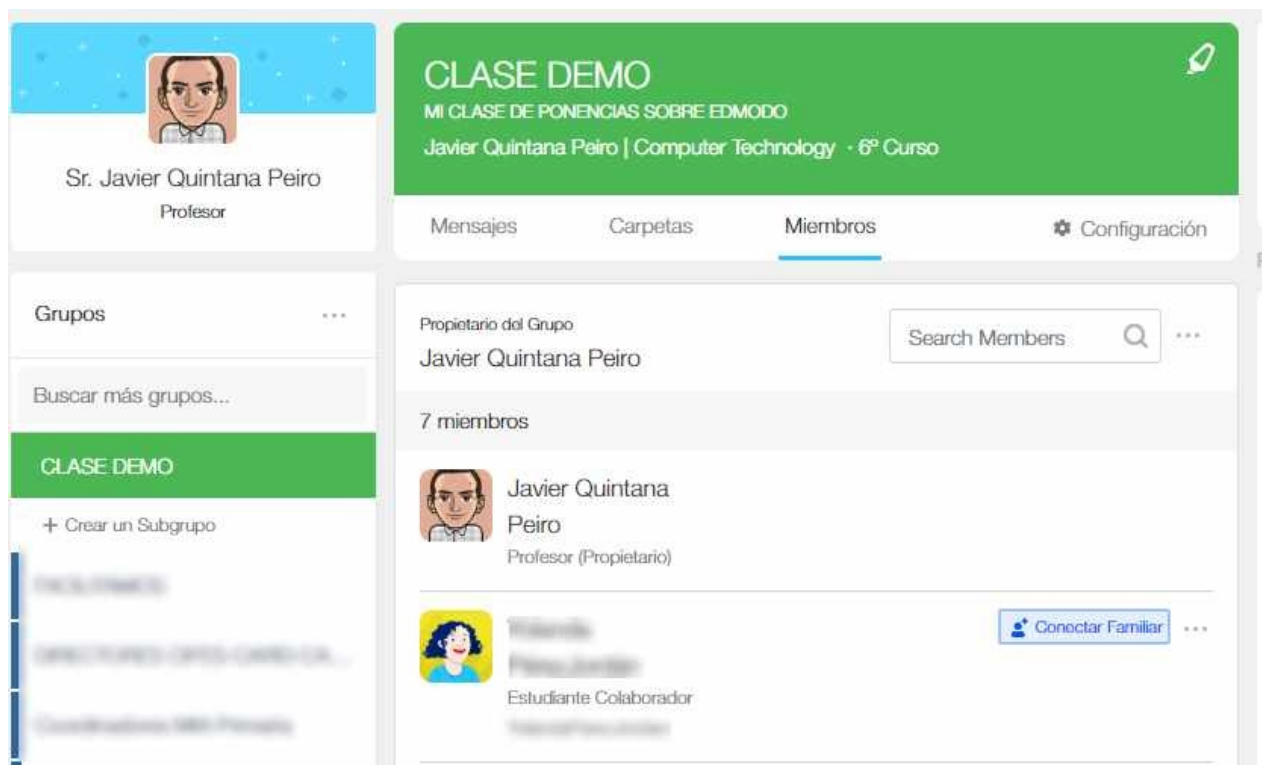 Sr. Javier Quintana Peiro
Profesor
Grupos
Buscar más grupos...
CLASE DEMO
+ Crear un Subgrupo
CLASE DEMO
MI CLASE DE PONENCIAS SOBRE EDMODO
Javier Quintana Peiro | Computer Technology · 6º Curso
Mensajes Carpetas Miembros Configuración
Propietario del Grupo
Javier Quintana Peiro
Search Members
7 miembros
Javier Quintana
Peiro
Profesor (Propietario)
Conectar Familiar
Estudiante Colaborador